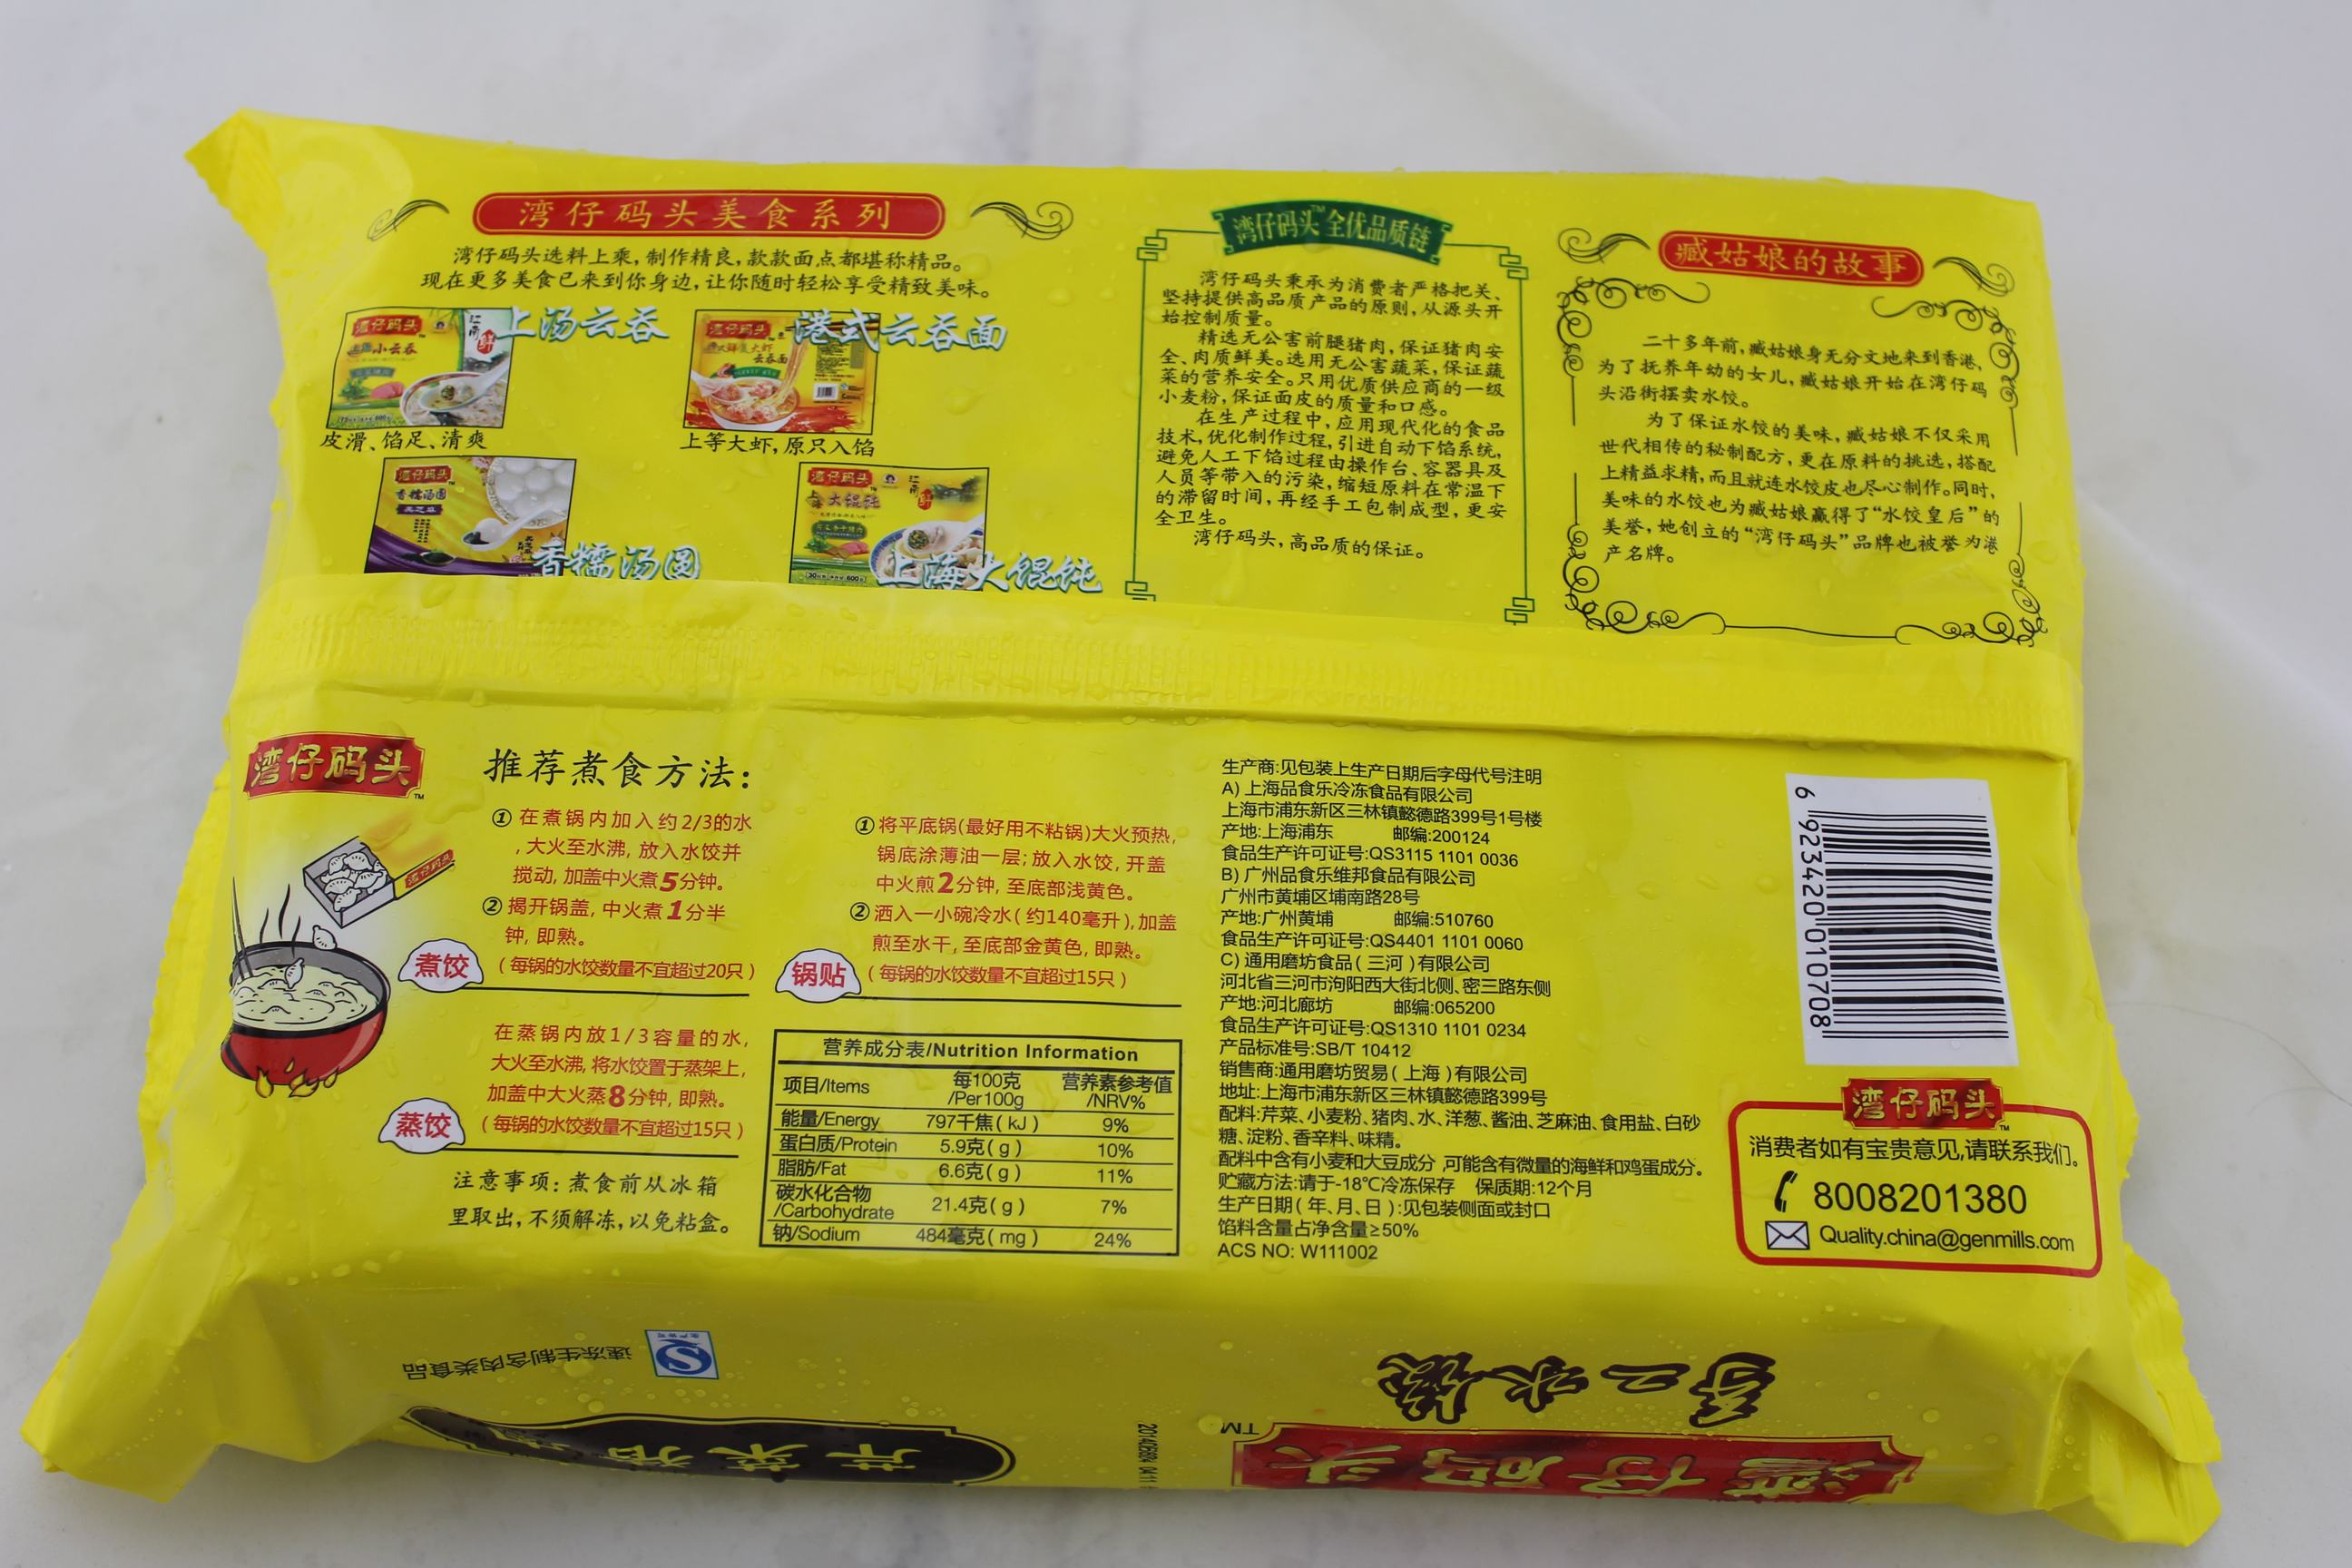 湾仔码头美食系列
湾仔码头选料上乘,制作精良,款款面点都堪称精品。
现在更多美食已来到你身边,让你随时轻松享受精致美味。
湾仔码头
小云吞
上汤云吞
皮滑、馅足、清爽
湾仔码头
云吞面
港式云吞面
上等大虾,原只入馅
湾仔码头
香糯汤圆
黑芝麻
香糯汤圆
湾仔码头
大馄饨
上海大馄饨
湾仔码头™全优品质链
湾仔码头秉承为消费者严格把关、
坚持提供高品质产品的原则,从源头开
始控制质量。
精选无公害前腿猪肉,保证猪肉安
全、肉质鲜美。选用无公害蔬菜,保证蔬
菜的营养安全。只用优质供应商的一级
小麦粉,保证面皮的质量和口感。
在生产过程中,应用现代化的食品
技术,优化制作过程,引进自动下馅系统,
避免人工下馅过程由操作台、容器具及
人员等带入的污染,缩短原料在常温下
的滞留时间,再经手工包制成型,更安
全卫生。
湾仔码头,高品质的保证。
臧姑娘的故事
二十多年前,臧姑娘身无分文地来到香港,
为了抚养年幼的女儿,臧姑娘开始在湾仔码
头沿街摆卖水饺。
为了保证水饺的美味,臧姑娘不仅采用
世代相传的秘制配方,更在原料的挑选,搭配
上精益求精,而且就连水饺皮也尽心制作。同时,
美味的水饺也为臧姑娘赢得了“水饺皇后”的
美誉,她创立的“湾仔码头”品牌也被誉为港
产名牌。
湾仔码头™
推荐煮食方法:
① 在煮锅内加入约2/3的水
,大火至水沸,放入水饺并
搅动,加盖中火煮5分钟。
② 揭开锅盖,中火煮1分半
钟,即熟。
煮饺
(每锅的水饺数量不宜超过20只)
①将平底锅(最好用不粘锅)大火预热,
锅底涂薄油一层;放入水饺,开盖
中火煎2分钟,至底部浅黄色。
②洒入一小碗冷水(约140毫升),加盖
煎至水干,至底部金黄色,即熟。
锅贴
(每锅的水饺数量不宜超过15只)
在蒸锅内放1/3容量的水,
大火至水沸,将水饺置于蒸架上,
加盖中大火蒸8分钟,即熟。
蒸饺
(每锅的水饺数量不宜超过15只)
注意事项:煮食前从冰箱
里取出,不须解冻,以免粘盒。
营养成分表/Nutrition Information
项目/Items 每100克/Per100g 营养素参考值/NRV%
能量/Energy 797千焦(kJ) 9%
蛋白质/Protein 5.9克(g) 10%
脂肪/Fat 6.6克(g) 11%
碳水化合物/Carbohydrate 21.4克(g) 7%
钠/Sodium 484毫克(mg) 24%
生产商:见包装上生产日期后字母代号注明
A) 上海品食乐冷冻食品有限公司
上海市浦东新区三林镇懿德路399号1号楼
产地:上海浦东 邮编:200124
食品生产许可证号:QS3115 1101 0036
B) 广州品食乐维邦食品有限公司
广州市黄埔区埔南路28号
产地:广州黄埔 邮编:510760
食品生产许可证号:QS4401 1101 0060
C) 通用磨坊食品(三河)有限公司
河北省三河市泃阳西大街北侧、密三路东侧
产地:河北廊坊 邮编:065200
食品生产许可证号:QS1310 1101 0234
产品标准号:SB/T 10412
销售商:通用磨坊贸易(上海)有限公司
地址:上海市浦东新区三林镇懿德路399号
配料:芹菜、小麦粉、猪肉、水、洋葱、酱油、芝麻油、食用盐、白砂
糖、淀粉、香辛料、味精。
配料中含有小麦和大豆成分,可能含有微量的海鲜和鸡蛋成分。
贮藏方法:请于-18℃冷冻保存 保质期:12个月
生产日期(年、月、日):见包装侧面或封口
馅料含量占净含量≥50%
ACS NO: W111002
6 923420 010708
湾仔码头™
消费者如有宝贵意见,请联系我们。
8008201380
Quality.china@genmills.com
速冻生制含肉类食品
湾仔码头™
水饺
芹菜猪